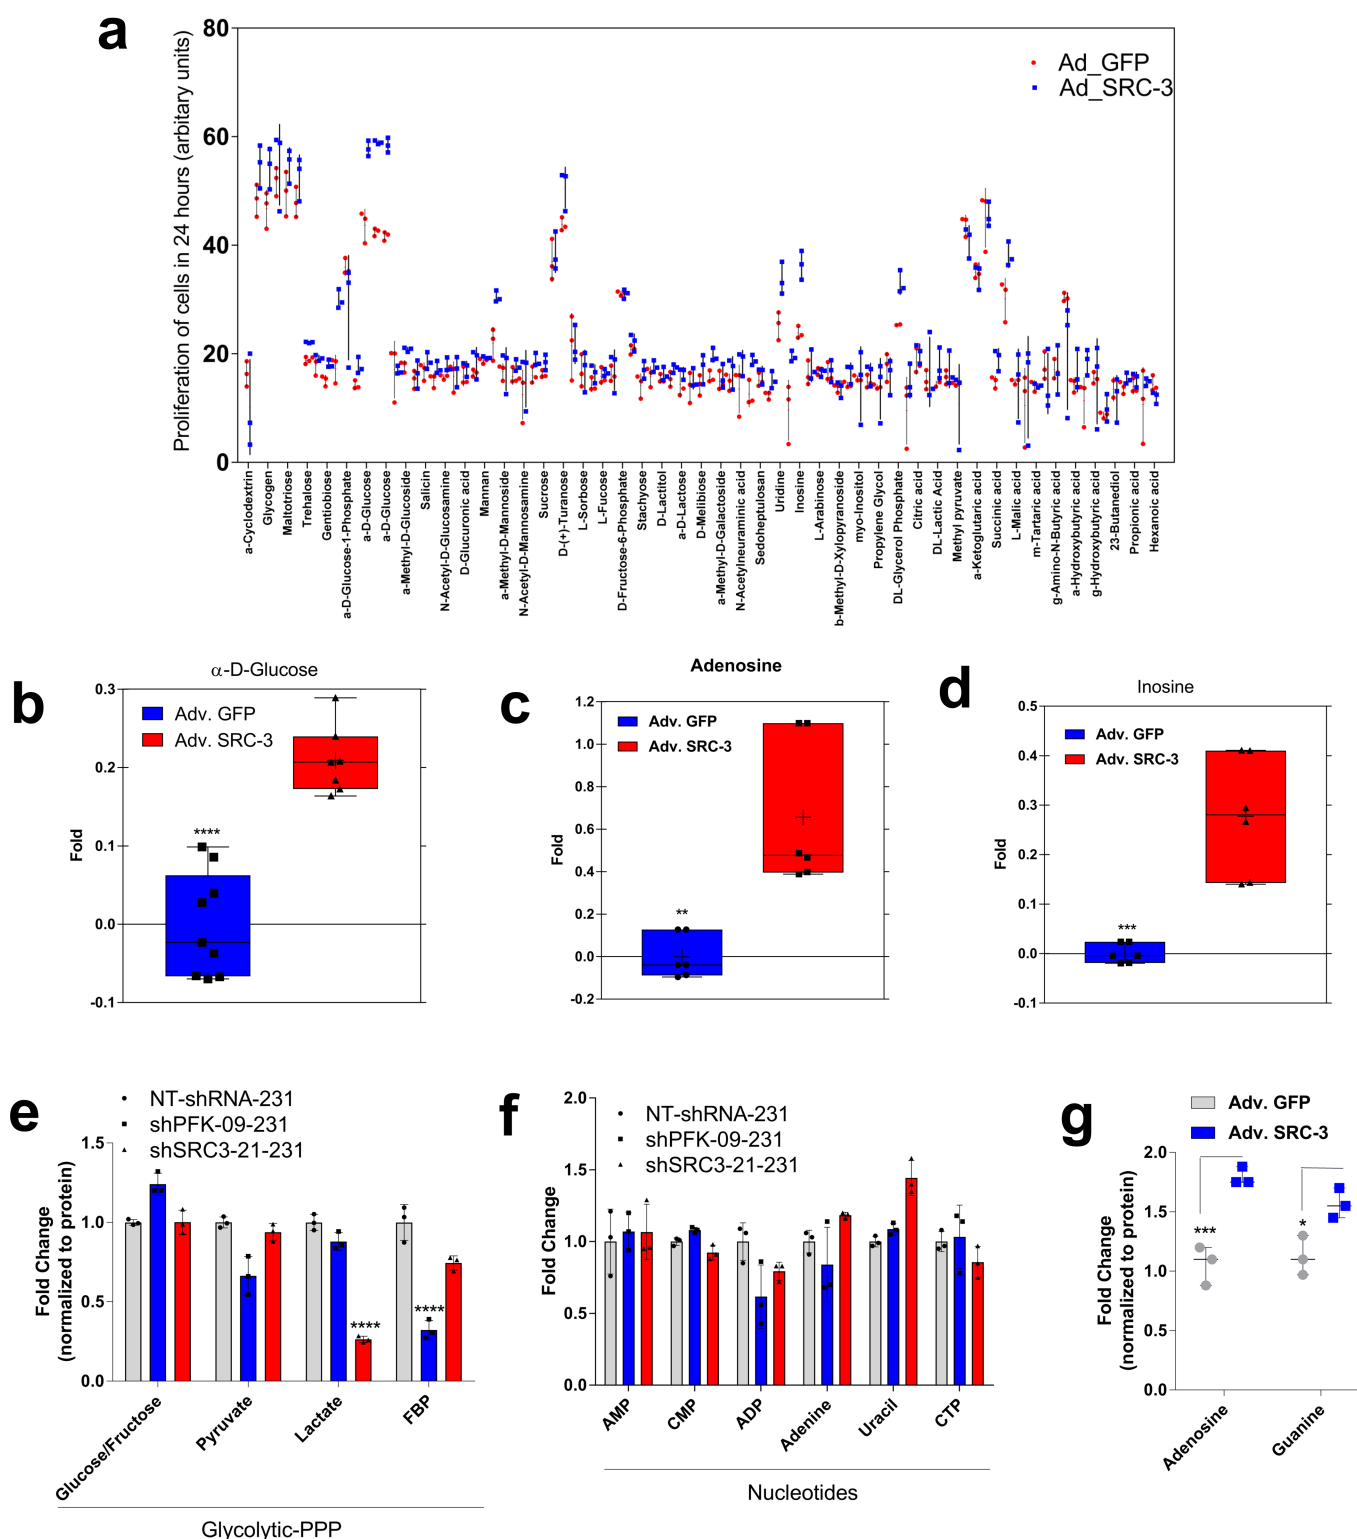 a
Proliferation of cells in 24 hours (arbitary units)
80
60
40
20
0
Ad_GFP
Ad_SRC-3
a-Cyclodextrin
Glycogen
Maltotriose
Trehalose
Gentiobiose
a-D-Glucose-1-Phosphate
a-D-Glucose
a-D-Glucose
a-Methyl-D-Glucoside
Salicin
N-Acetyl-D-Glucosamine
D-Glucuronic acid
Mannan
a-Methyl-D-Mannoside
N-Acetyl-D-Mannosamine
Sucrose
D-(+)-Turanose
L-Sorbose
L-Fucose
D-Fructose-6-Phosphate
Stachyose
D-Lactitol
a-D-Lactose
D-Melibiose
a-Methyl-D-Galactoside
N-Acetylneuraminic acid
Sedoheptulosan
Uridine
Inosine
L-Arabinose
b-Methyl-D-Xylopyranoside
myo-Inositol
Propylene Glycol
DL-Glycerol Phosphate
Citric acid
DL-Lactic Acid
Methyl pyruvate
a-Ketoglutaric acid
Succinic acid
L-Malic acid
m-Tartaric acid
g-Amino-N-Butyric acid
a-Hydroxybutyric acid
g-Hydroxybutyric acid
23-Butanediol
Propionic acid
Hexanoic acid
b
α-D-Glucose
Fold
0.3
0.2
0.1
0.0
-0.1
Adv. GFP
Adv. SRC-3
****
c
Adenosine
Fold
1.2
1.0
0.8
0.6
0.4
0.2
0.0
-0.2
Adv. GFP
Adv. SRC-3
**
d
Inosine
Fold
0.5
0.4
0.3
0.2
0.1
0.0
-0.1
Adv. GFP
Adv. SRC-3
***
e
NT-shRNA-231
shPFK-09-231
shSRC3-21-231
Fold Change
(normalized to protein)
1.5
1.0
0.5
0.0
****
****
Glucose/Fructose
Pyruvate
Lactate
FBP
Glycolytic-PPP
f
NT-shRNA-231
shPFK-09-231
shSRC3-21-231
Fold Change
2.0
1.5
1.0
0.5
0.0
AMP
CMP
ADP
Adenine
Uracil
CTP
Nucleotides
g
Adv. GFP
Adv. SRC-3
Fold Change
(normalized to protein)
2.0
1.5
1.0
0.5
0.0
***
*
Adenosine
Guanine